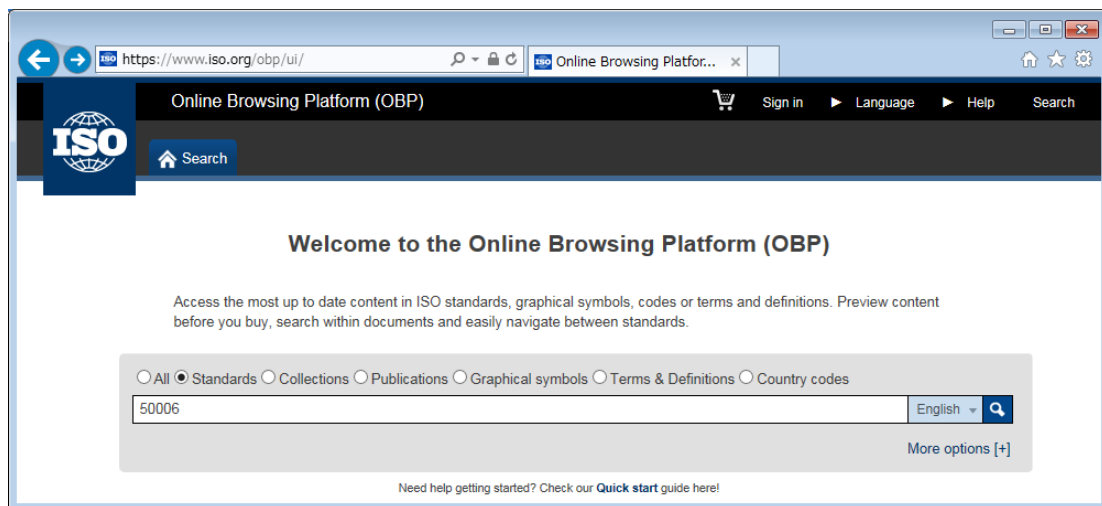 https://www.iso.org/obp/ui/
ISO Online Browsing Platfor...
Online Browsing Platform (OBP) Sign in Language Help Search
ISO
Search
Welcome to the Online Browsing Platform (OBP)
Access the most up to date content in ISO standards, graphical symbols, codes or terms and definitions. Preview content
before you buy, search within documents and easily navigate between standards.
All Standards Collections Publications Graphical symbols Terms & Definitions Country codes
50006 English
More options [+]
Need help getting started? Check our Quick start guide here!